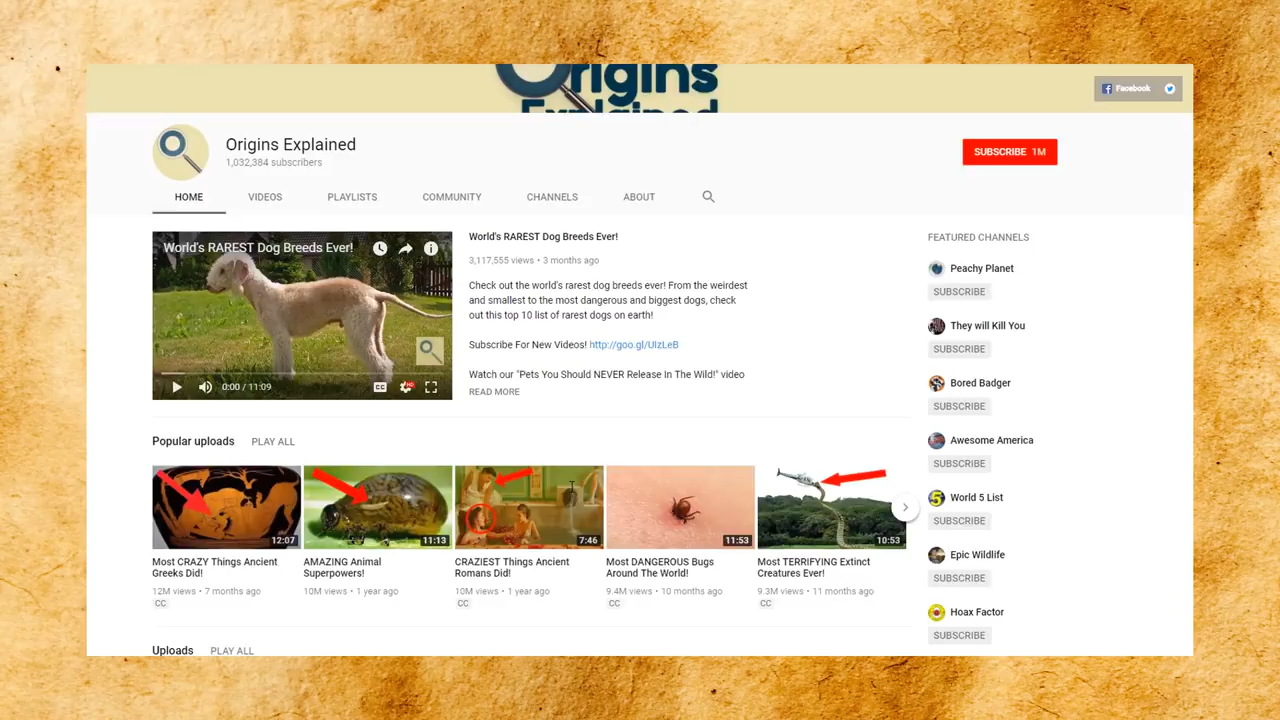 Origins
Explained
Facebook
Origins Explained
1,032,384 subscribers
SUBSCRIBE 1M
HOME VIDEOS PLAYLISTS COMMUNITY CHANNELS ABOUT
World's RAREST Dog Breeds Ever!
0:00 / 11:09
CC
HD
World's RAREST Dog Breeds Ever!
3,117,555 views • 3 months ago
Check out the world's rarest dog breeds ever! From the weirdest
and smallest to the most dangerous and biggest dogs, check
out this top 10 list of rarest dogs on earth!
Subscribe For New Videos! http://goo.gl/UIzLeB
Watch our "Pets You Should NEVER Release In The Wild!" video
READ MORE
Popular uploads PLAY ALL
12:07
Most CRAZY Things Ancient
Greeks Did!
12M views • 7 months ago
CC
11:13
AMAZING Animal
Superpowers!
10M views • 1 year ago
7:46
CRAZIEST Things Ancient
Romans Did!
10M views • 1 year ago
CC
11:53
Most DANGEROUS Bugs
Around The World!
9.4M views • 10 months ago
CC
10:53
Most TERRIFYING Extinct
Creatures Ever!
9.3M views • 11 months ago
CC
Uploads PLAY ALL
FEATURED CHANNELS
Peachy Planet
SUBSCRIBE
They will Kill You
SUBSCRIBE
Bored Badger
SUBSCRIBE
Awesome America
SUBSCRIBE
5
World 5 List
SUBSCRIBE
Epic Wildlife
SUBSCRIBE
Hoax Factor
SUBSCRIBE